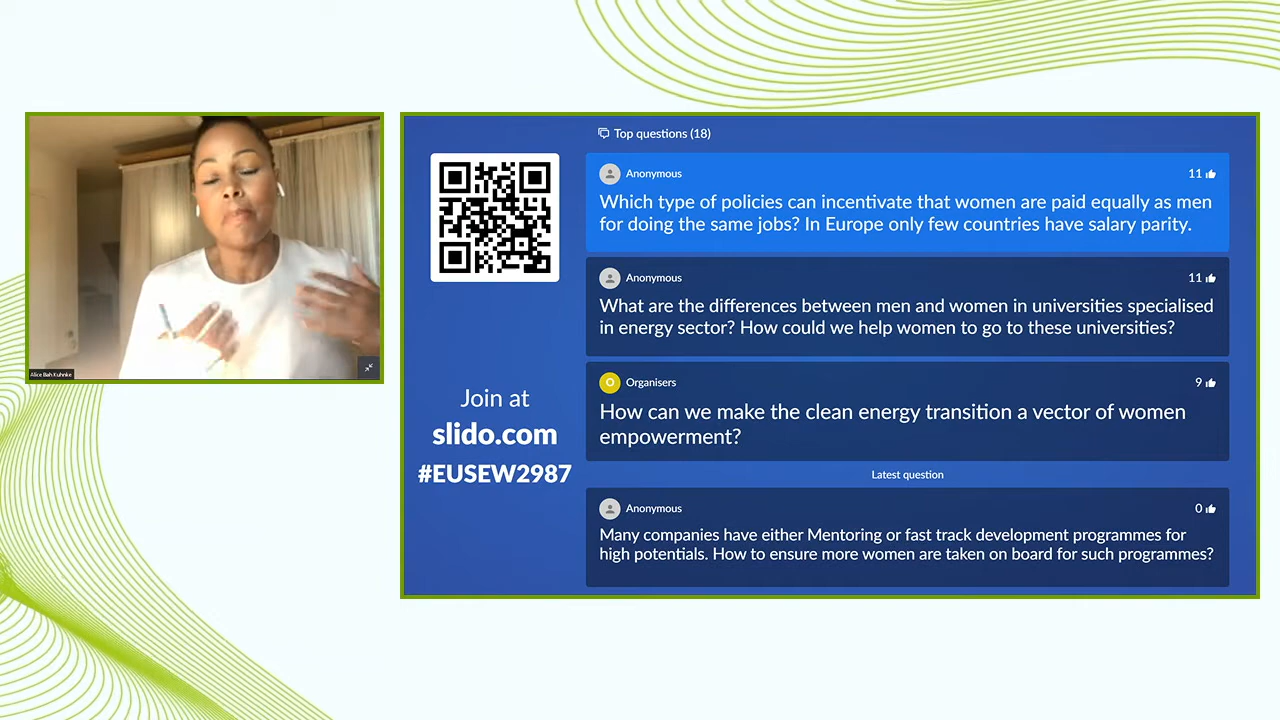 Alice Bah Kuhnke
Join at
slido.com
#EUSEW2987
Top questions (18)
Anonymous
11
Which type of policies can incentivate that women are paid equally as men
for doing the same jobs? In Europe only few countries have salary parity.
Anonymous
11
What are the differences between men and women in universities specialised
in energy sector? How could we help women to go to these universities?
O
Organisers
9
How can we make the clean energy transition a vector of women
empowerment?
Latest question
Anonymous
0
Many companies have either Mentoring or fast track development programmes for
high potentials. How to ensure more women are taken on board for such programmes?